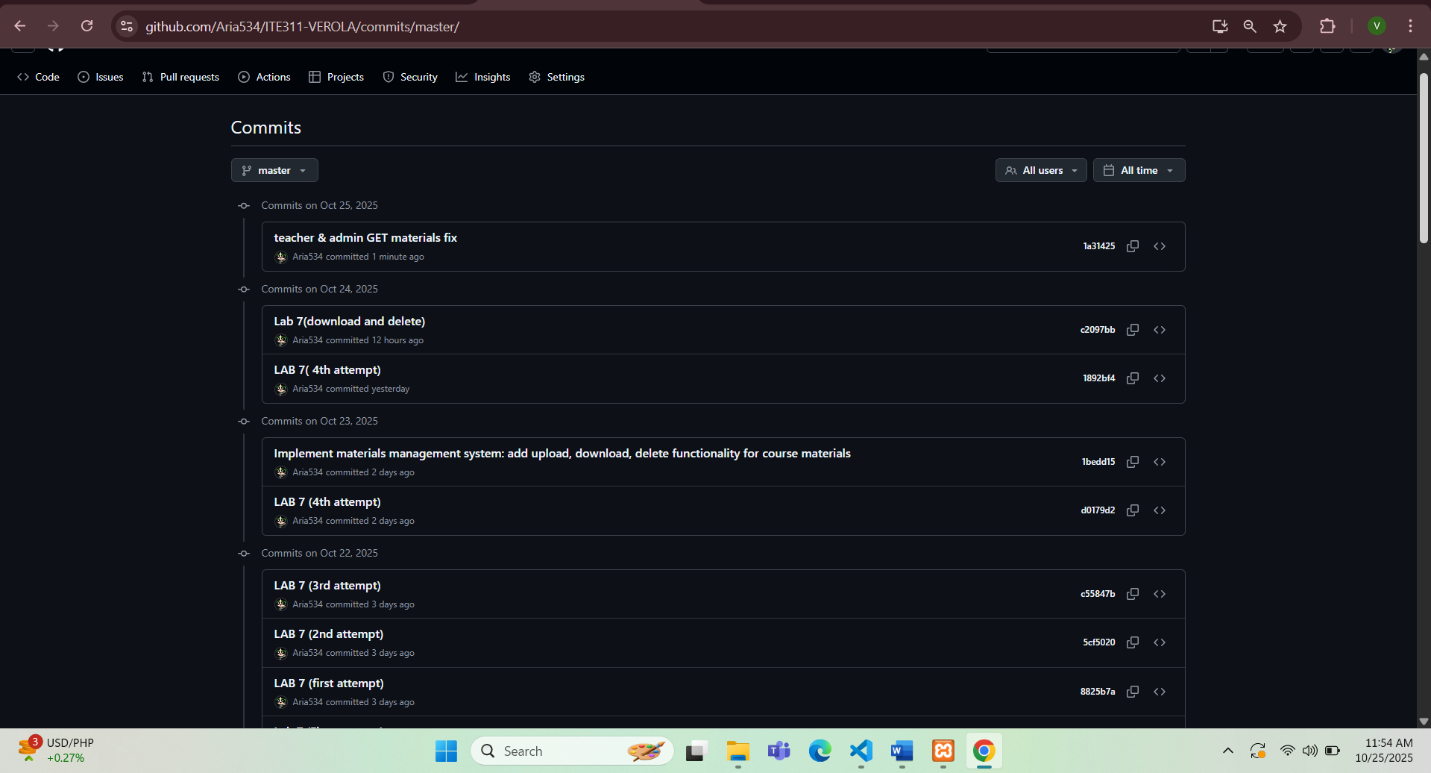 github.com/Aria534/ITE311-VEROLA/commits/master/
V
Code Issues Pull requests Actions Projects Security Insights Settings
Commits
master All users All time
Commits on Oct 25, 2025
teacher & admin GET materials fix
Aria534 committed 1 minute ago
1a31425
Commits on Oct 24, 2025
Lab 7(download and delete)
Aria534 committed 12 hours ago
c2097bb
LAB 7( 4th attempt)
Aria534 committed yesterday
1892bf4
Commits on Oct 23, 2025
Implement materials management system: add upload, download, delete functionality for course materials
Aria534 committed 2 days ago
1bedd15
LAB 7 (4th attempt)
Aria534 committed 2 days ago
d0179d2
Commits on Oct 22, 2025
LAB 7 (3rd attempt)
Aria534 committed 3 days ago
c55847b
LAB 7 (2nd attempt)
Aria534 committed 3 days ago
5cf5020
LAB 7 (first attempt)
Aria534 committed 3 days ago
8825b7a
3
USD/PHP
+0.27%
Search
11:54 AM
10/25/2025